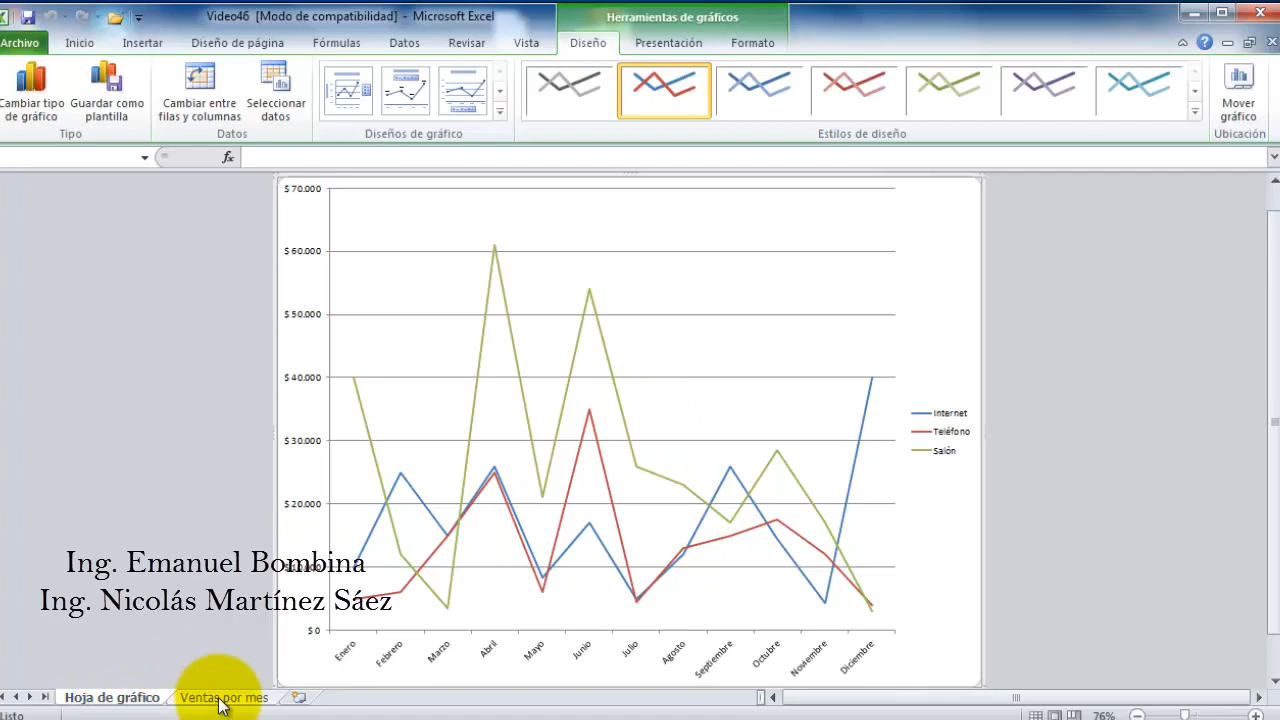 Video46 [Modo de compatibilidad] - Microsoft Excel
Herramientas de gráficos
Archivo
Inicio
Insertar
Diseño de página
Fórmulas
Datos
Revisar
Vista
Diseño
Presentación
Formato
Cambiar tipo
de gráfico
Guardar como
plantilla
Cambiar entre
filas y columnas
Seleccionar
datos
Mover
gráfico
Tipo
Datos
Diseños de gráfico
Estilos de diseño
Ubicación
fx
$ 70.000
$ 60.000
$ 50.000
$ 40.000
$ 30.000
$ 20.000
$ 0
Internet
Teléfono
Salón
Ing. Emanuel Bombina
Ing. Nicolás Martínez Sáez
Enero
Febrero
Marzo
Abril
Mayo
Junio
Julio
Agosto
Septiembre
Octubre
Noviembre
Diciembre
Hoja de gráfico
Ventas por mes
Listo
76%